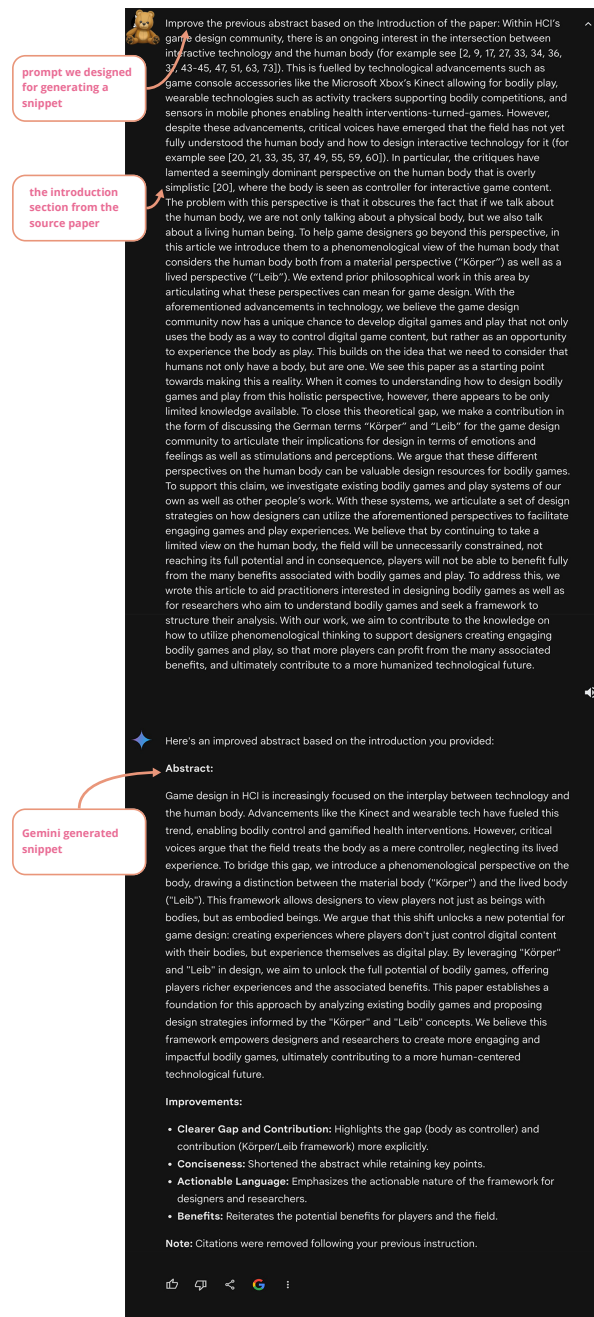 Improve the previous abstract based on the Introduction of the paper: Within HCI's
game design community, there is an ongoing interest in the intersection between
interactive technology and the human body (for example see [2, 9, 17, 27, 33, 34, 36,
37, 43-45, 47, 51, 63, 73]). This is fuelled by technological advancements such as
game console accessories like the Microsoft Xbox's Kinect allowing for bodily play,
wearable technologies such as activity trackers supporting bodily competitions, and
sensors in mobile phones enabling health interventions-turned-games. However,
despite these advancements, critical voices have emerged that the field has not yet
fully understood the human body and how to design interactive technology for it (for
example see [20, 21, 33, 35, 37, 49, 55, 59, 60]). In particular, the critiques have
lamented a seemingly dominant perspective on the human body that is overly
simplistic [20], where the body is seen as controller for interactive game content.
The problem with this perspective is that it obscures the fact that if we talk about
the human body, we are not only talking about a physical body, but we also talk
about a living human being. To help game designers go beyond this perspective, in
this article we introduce them to a phenomenological view of the human body that
considers the human body both from a material perspective ("Körper") as well as a
lived perspective ("Leib"). We extend prior philosophical work in this area by
articulating what these perspectives can mean for game design. With the
aforementioned advancements in technology, we believe the game design
community now has a unique chance to develop digital games and play that not only
uses the body as a way to control digital game content, but rather as an opportunity
to experience the body as play. This builds on the idea that we need to consider that
humans not only have a body, but are one. We see this paper as a starting point
towards making this a reality. When it comes to understanding how to design bodily
games and play from this holistic perspective, however, there appears to be only
limited knowledge available. To close this theoretical gap, we make a contribution in
the form of discussing the German terms "Körper" and "Leib" for the game design
community to articulate their implications for design in terms of emotions and
feelings as well as stimulations and perceptions. We argue that these different
perspectives on the human body can be valuable design resources for bodily games.
To support this claim, we investigate existing bodily games and play systems of our
own as well as other people's work. With these systems, we articulate a set of design
strategies on how designers can utilize the aforementioned perspectives to facilitate
engaging games and play experiences. We believe that by continuing to take a
limited view on the human body, the field will be unnecessarily constrained, not
reaching its full potential and in consequence, players will not be able to benefit fully
from the many benefits associated with bodily games and play. To address this, we
wrote this article to aid practitioners interested in designing bodily games as well as
for researchers who aim to understand bodily games and seek a framework to
structure their analysis. With our work, we aim to contribute to the knowledge on
how to utilize phenomenological thinking to support designers creating engaging
bodily games and play, so that more players can profit from the many associated
benefits, and ultimately contribute to a more humanized technological future.
prompt we designed
for generating a
snippet
the introduction
section from the
source paper
Here's an improved abstract based on the introduction you provided:
Abstract:
Gemini generated
snippet
Game design in HCI is increasingly focused on the interplay between technology and
the human body. Advancements like the Kinect and wearable tech have fueled this
trend, enabling bodily control and gamified health interventions. However, critical
voices argue that the field treats the body as a mere controller, neglecting its lived
experience. To bridge this gap, we introduce a phenomenological perspective on the
body, drawing a distinction between the material body ("Körper") and the lived body
("Leib"). This framework allows designers to view players not just as beings with
bodies, but as embodied beings. We argue that this shift unlocks a new potential for
game design: creating experiences where players don't just control digital content
with their bodies, but experience themselves as digital play. By leveraging "Körper"
and "Leib" in design, we aim to unlock the full potential of bodily games, offering
players richer experiences and the associated benefits. This paper establishes a
foundation for this approach by analyzing existing bodily games and proposing
design strategies informed by the "Körper" and "Leib" concepts. We believe this
framework empowers designers and researchers to create more engaging and
impactful bodily games, ultimately contributing to a more human-centered
technological future.
Improvements:
• Clearer Gap and Contribution: Highlights the gap (body as controller) and
contribution (Körper/Leib framework) more explicitly.
• Conciseness: Shortened the abstract while retaining key points.
• Actionable Language: Emphasizes the actionable nature of the framework for
designers and researchers.
• Benefits: Reiterates the potential benefits for players and the field.
Note: Citations were removed following your previous instruction.